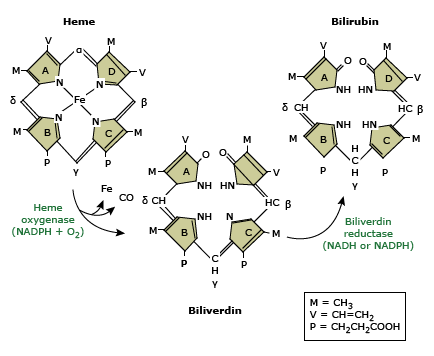 Heme
V
α
M
M
A
D
V
N
N
Fe
δ
β
N
N
M
B
C
M
P
γ
P
Heme
oxygenase
(NADPH + O2)
Fe
CO
V
M
M
A
O
O
D
V
NH
HN
δ CH
HC β
NH
N
M
B
C
M
P
C
P
H
γ
Biliverdin
Bilirubin
V
M
M
A
O
O
D
V
NH
HN
δ CH
HC β
NH
HN
M
B
H
C
M
P
C
P
H
γ
Biliverdin
reductase
(NADH or NADPH)
M = CH3
V = CH=CH2
P = CH2CH2COOH